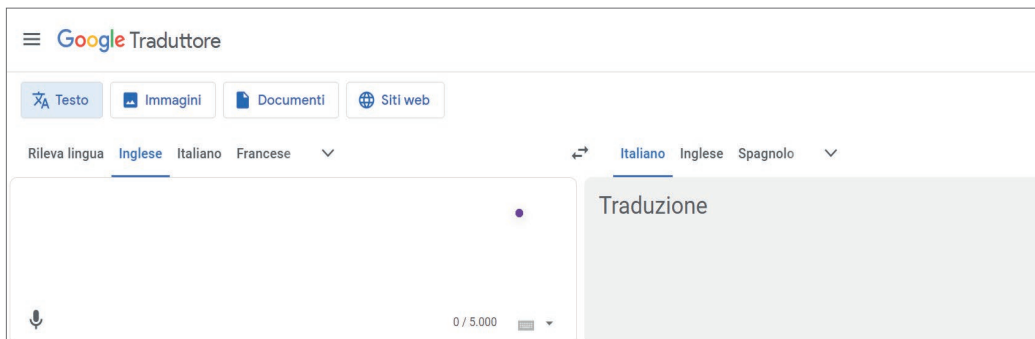 Google Traduttore
Testo Immagini Documenti Siti web
Rileva lingua Inglese Italiano Francese Italiano Inglese Spagnolo
Traduzione
0 / 5.000